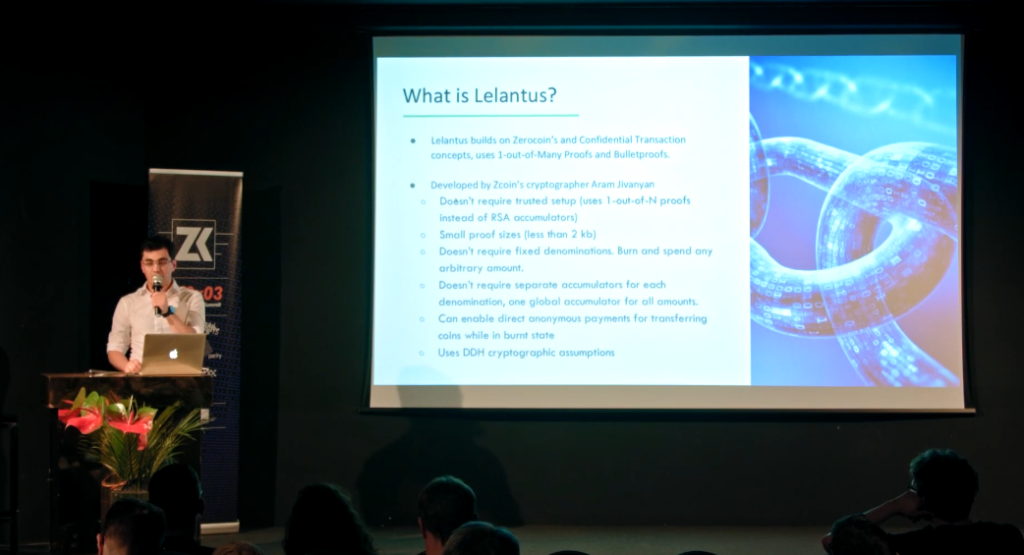 What is Lelantus?
Lelantus builds on Zerocoin's and Confidential Transaction
concepts, uses 1-out-of-Many Proofs and Bulletproofs.
Developed by Zcoin's cryptographer Aram Jivanyan
Doesn't require trusted setup (uses 1-out-of-N proofs
instead of RSA accumulators)
Small proof sizes (less than 2 kb)
Doesn't require fixed denominations. Burn and spend any
arbitrary amount.
Doesn't require separate accumulators for each
denomination, one global accumulator for all amounts.
Can enable direct anonymous payments for transferring
coins while in burnt state
Uses DDH cryptographic assumptions
ZK
03
parity